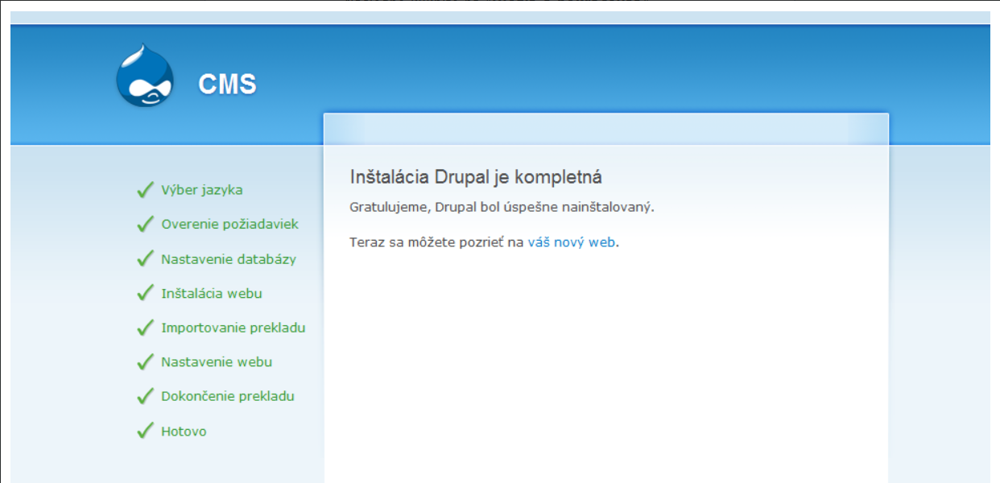 CMS
Výber jazyka
Overenie požiadaviek
Nastavenie databázy
Inštalácia webu
Importovanie prekladu
Nastavenie webu
Dokončenie prekladu
Hotovo
Inštalácia Drupal je kompletná
Gratulujeme, Drupal bol úspešne nainštalovaný.
Teraz sa môžete pozrieť na váš nový web.